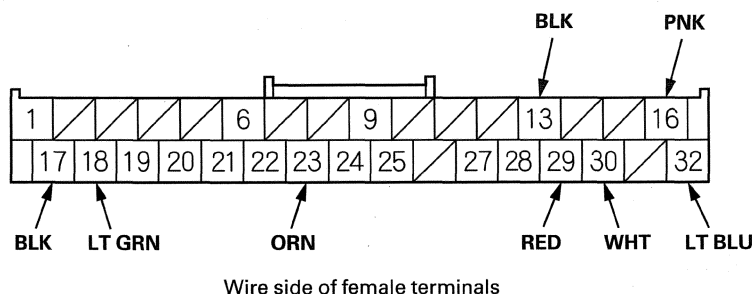 BLK PNK
1 6 9 13 16
17 18 19 20 21 22 23 24 25 27 28 29 30 32
BLK LT GRN ORN RED WHT LT BLU
Wire side of female terminals